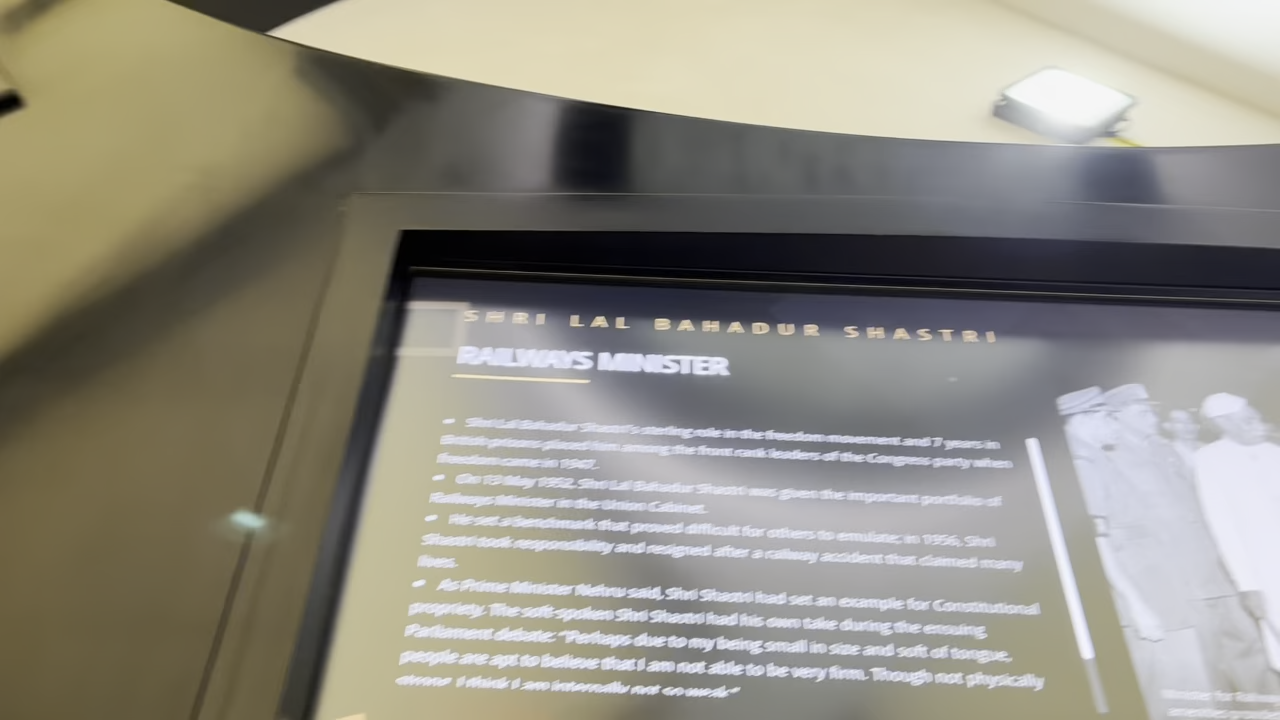 SHRI LAL BAHADUR SHASTRI
RAILWAYS MINISTER
• Shri Lal Bahadur Shastri's sterling role in the freedom movement and 7 years in
British prisons placed him among the front rank leaders of the Congress party when
freedom came in 1947.
• On 13 May 1952, Shri Lal Bahadur Shastri was given the important portfolio of
Railways Minister in the Union Cabinet.
• He set a benchmark that proved difficult for others to emulate: in 1956, Shri
Shastri took responsibility and resigned after a railway accident that claimed many
lives.
• As Prime Minister Nehru said, Shri Shastri had set an example for Constitutional
propriety. The soft-spoken Shri Shastri had his own take during the ensuing
Parliament debate: "Perhaps due to my being small in size and soft of tongue,
people are apt to believe that I am not able to be very firm. Though not physically
strong, I think I am internally not so weak"
Minister for Railways